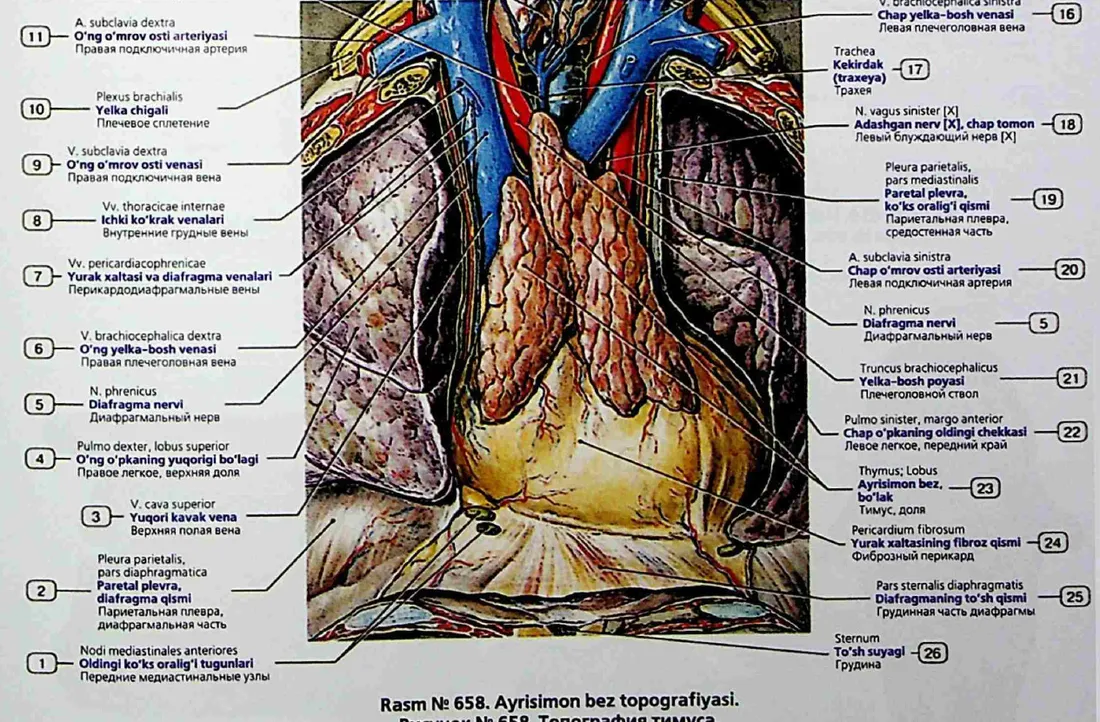 A. subclavia dextra
11 O'ng o'mrov osti arteriyasi
Правая подключичная артерия
Plexus brachialis
10 Yelka chigali
Плечевое сплетение
V. subclavia dextra
9 O'ng o'mrov osti venasi
Правая подключичная вена
Vv. thoracicae internae
8 Ichki ko'krak venalari
Внутренние грудные вены
Vv. pericardiacophrenicae
7 Yurak xaltasi va diafragma venalari
Перикардодиафрагмальные вены
V. brachiocephalica dextra
6 O'ng yelka-bosh venasi
Правая плечеголовная вена
N. phrenicus
5 Diafragma nervi
Диафрагмальный нерв
Pulmo dexter, lobus superior
4 O'ng o'pkaning yuqorigi bo'lagi
Правое легкое, верхняя доля
V. cava superior
3 Yuqori kavak vena
Верхняя полая вена
Pleura parietalis,
pars diaphragmatica
2 Paretal plevra,
diafragma qismi
Париетальная плевра,
диафрагмальная часть
Nodi mediastinales anteriores
1 Oldingi ko'ks oralig'i tugunlari
Передние медиастинальные узлы
V. brachiocephalica sinistra
Chap yelka-bosh venasi 16
Левая плечеголовная вена
Trachea
Kekirdak
(traxeya) 17
Трахея
N. vagus sinister [X]
Adashgan nerv [X], chap tomon 18
Левый блуждающий нерв [X]
Pleura parietalis,
pars mediastinalis
Paretal plevra,
ko'ks oralig'i qismi 19
Париетальная плевра,
средостенная часть
A. subclavia sinistra
Chap o'mrov osti arteriyasi 20
Левая подключичная артерия
N. phrenicus
Diafragma nervi 5
Диафрагмальный нерв
Truncus brachiocephalicus
Yelka-bosh poyasi 21
Плечеголовной ствол
Pulmo sinister, margo anterior
Chap o'pkaning oldingi chekkasi 22
Левое легкое, передний край
Thymus; Lobus
Ayrisimon bez,
bo'lak 23
Тимус, доля
Pericardium fibrosum
Yurak xaltasining fibroz qismi 24
Фиброзный перикард
Pars sternalis diaphragmatis
Diafragmaning to'sh qismi 25
Грудинная часть диафрагмы
Sternum
To'sh suyagi 26
Грудина
Rasm № 658. Ayrisimon bez topografiyasi.
Рисунок № 658. Топография тимуса.